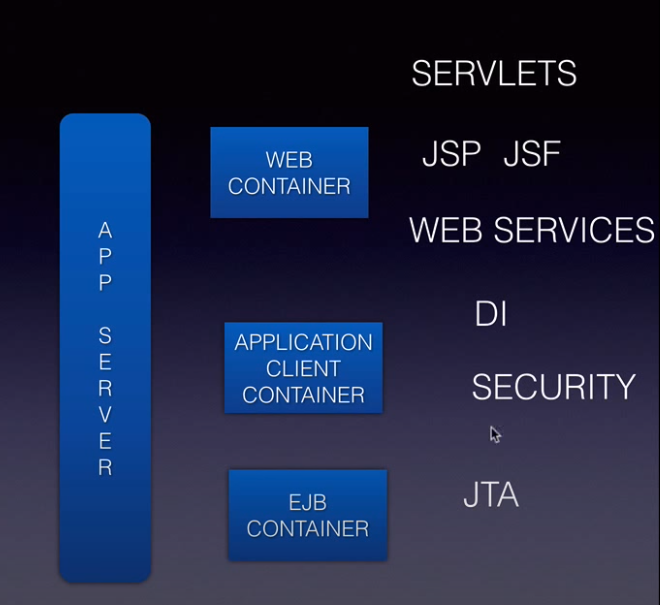 APP SERVER
WEB
CONTAINER
APPLICATION
CLIENT
CONTAINER
EJB
CONTAINER
SERVLETS
JSP JSF
WEB SERVICES
DI
SECURITY
JTA